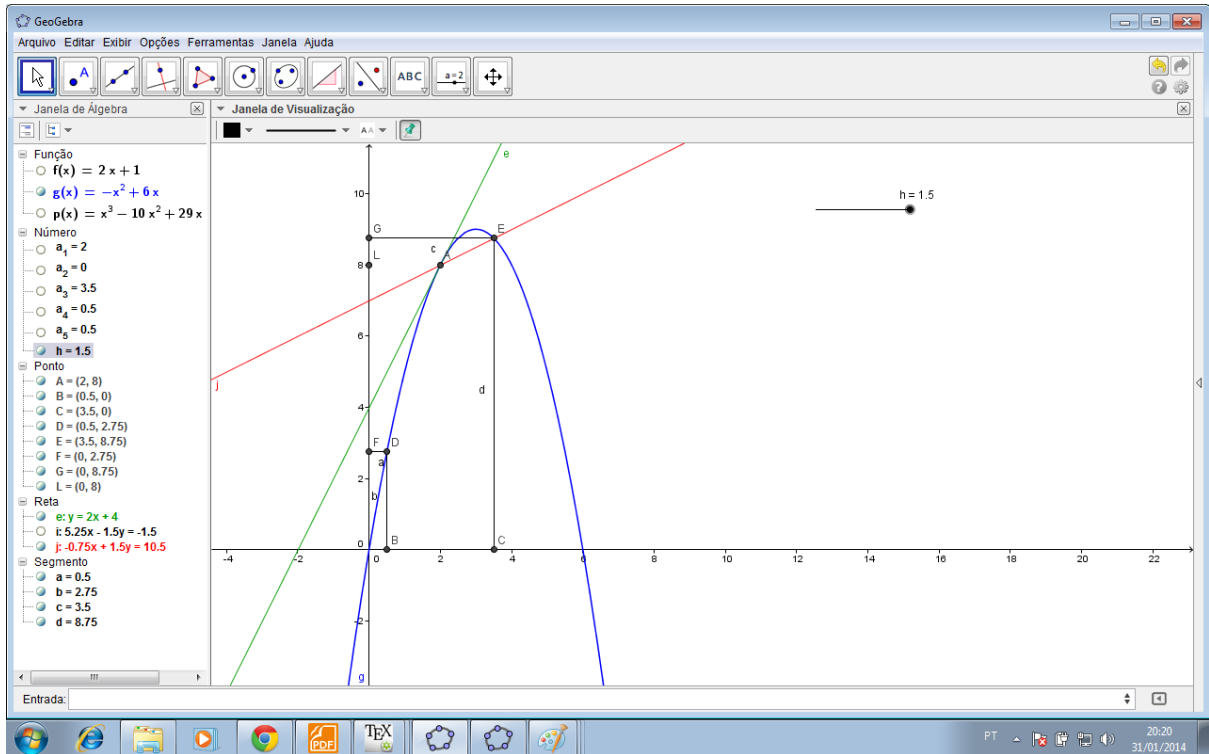 GeoGebra
Arquivo Editar Exibir Opções Ferramentas Janela Ajuda
A
ABC
a=2
Janela de Álgebra
Janela de Visualização
AA
Função
f(x) = 2 x + 1
g(x) = −x² + 6 x
p(x) = x³ − 10 x² + 29 x
Número
a₁ = 2
a₂ = 0
a₃ = 3.5
a₄ = 0.5
a₅ = 0.5
h = 1.5
Ponto
A = (2, 8)
B = (0.5, 0)
C = (3.5, 0)
D = (0.5, 2.75)
E = (3.5, 8.75)
F = (0, 2.75)
G = (0, 8.75)
L = (0, 8)
Reta
e: y = 2x + 4
i: 5.25x - 1.5y = -1.5
j: -0.75x + 1.5y = 10.5
Segmento
a = 0.5
b = 2.75
c = 3.5
d = 8.75
e
h = 1.5
10
G
E
c
A
L
8
6
j
d
4
F
D
a
2
b
0
B
C
-4
-2
0
2
4
6
8
10
12
14
16
18
20
22
-2
g
Entrada:
PDF
TEX
PT
20:20
31/01/2014